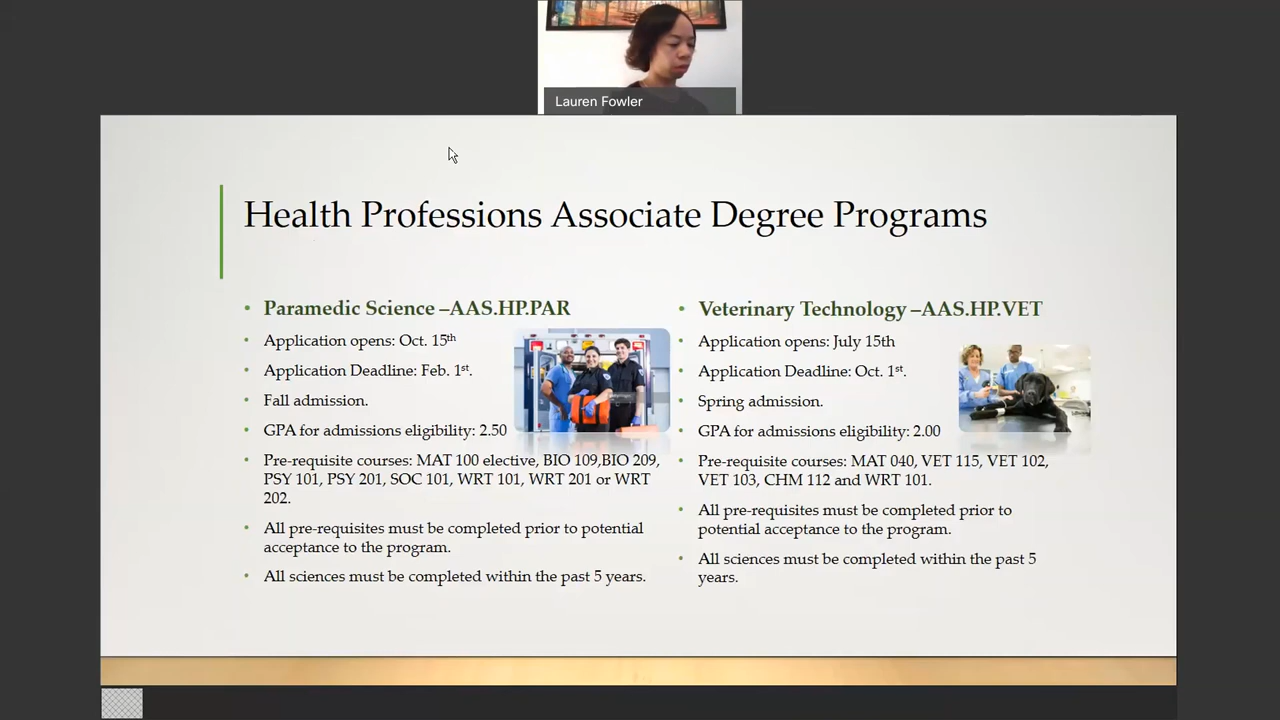 Lauren Fowler
Health Professions Associate Degree Programs
• Paramedic Science –AAS.HP.PAR
• Application opens: Oct. 15th
• Application Deadline: Feb. 1st.
• Fall admission.
• GPA for admissions eligibility: 2.50
• Pre-requisite courses: MAT 100 elective, BIO 109,BIO 209,
PSY 101, PSY 201, SOC 101, WRT 101, WRT 201 or WRT
202.
• All pre-requisites must be completed prior to potential
acceptance to the program.
• All sciences must be completed within the past 5 years.
• Veterinary Technology –AAS.HP.VET
• Application opens: July 15th
• Application Deadline: Oct. 1st.
• Spring admission.
• GPA for admissions eligibility: 2.00
• Pre-requisite courses: MAT 040, VET 115, VET 102,
VET 103, CHM 112 and WRT 101.
• All pre-requisites must be completed prior to
potential acceptance to the program.
• All sciences must be completed within the past 5
years.